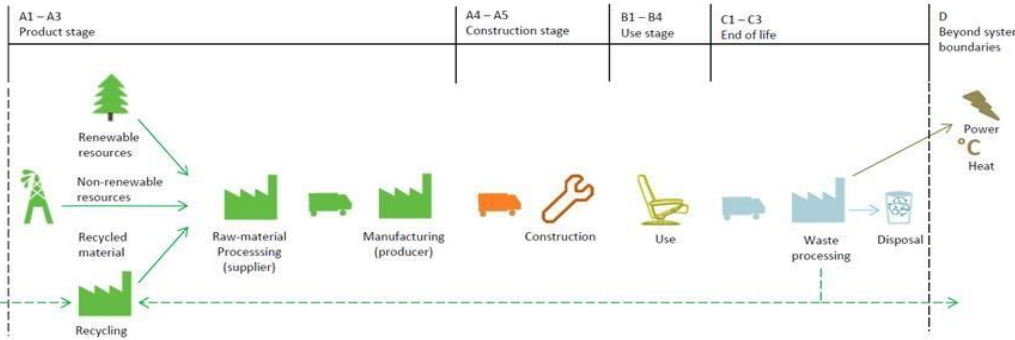 A1 – A3
Product stage
A4 – A5
Construction stage
B1 – B4
Use stage
C1 – C3
End of life
D
Beyond system
boundaries
Renewable
resources
Non-renewable
resources
Recycled
material
Recycling
Raw-material
Processsing
(supplier)
Manufacturing
(producer)
Construction
Use
Waste
processing
Disposal
Power
°C
Heat